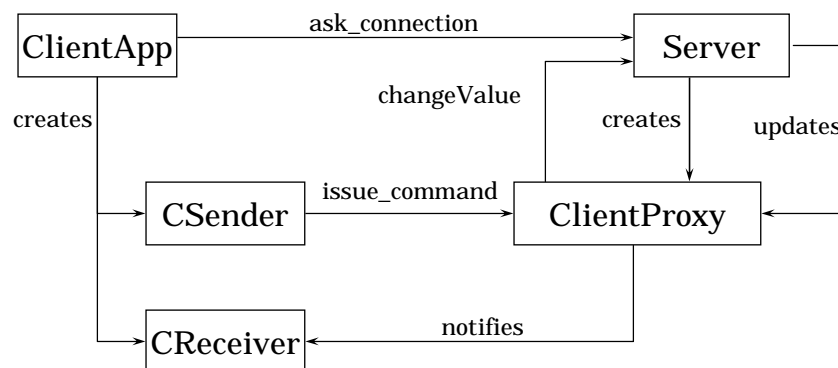 ask_connection
ClientApp
Server
changeValue
creates
creates
updates
issue_command
CSender
ClientProxy
notifies
CReceiver